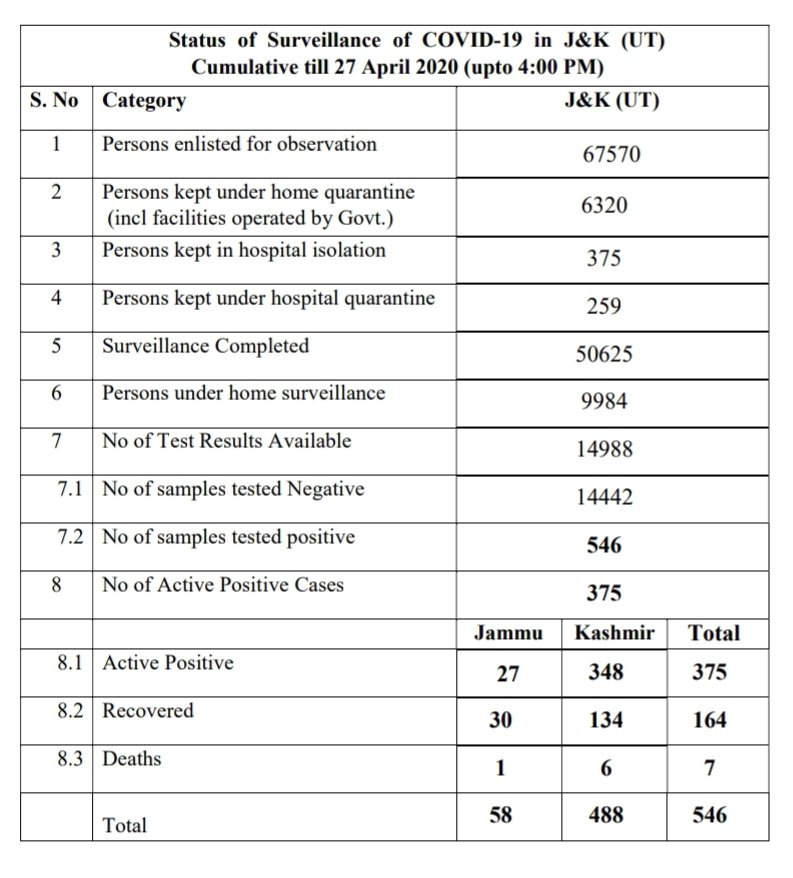 Status of Surveillance of COVID-19 in J&K (UT)
Cumulative till 27 April 2020 (upto 4:00 PM)
S. No Category J&K (UT)
1 Persons enlisted for observation 67570
2 Persons kept under home quarantine
(incl facilities operated by Govt.) 6320
3 Persons kept in hospital isolation 375
4 Persons kept under hospital quarantine 259
5 Surveillance Completed 50625
6 Persons under home surveillance 9984
7 No of Test Results Available 14988
7.1 No of samples tested Negative 14442
7.2 No of samples tested positive 546
8 No of Active Positive Cases 375
Jammu Kashmir Total
8.1 Active Positive 27 348 375
8.2 Recovered 30 134 164
8.3 Deaths 1 6 7
Total 58 488 546